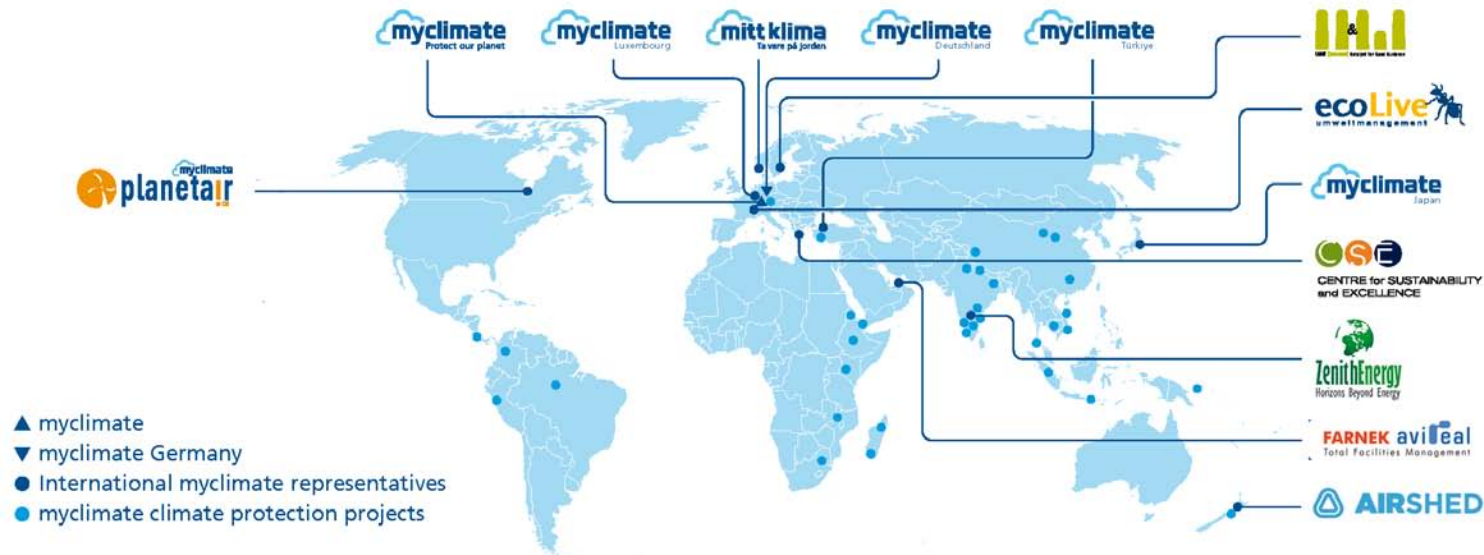 myclimate
Protect our planet
myclimate
Luxembourg
mitt klima
Ta vare på jorden
myclimate
Deutschland
myclimate
Türkiye
&
ecoLive
umweltmanagement
myclimate
planetair
myclimate
Japan
CSE
CENTRE for SUSTAINABILITY
and EXCELLENCE
ZenithEnergy
Horizons Beyond Energy
FARNEK avireal
Total Facilities Management
AIRSHED
myclimate
myclimate Germany
International myclimate representatives
myclimate climate protection projects